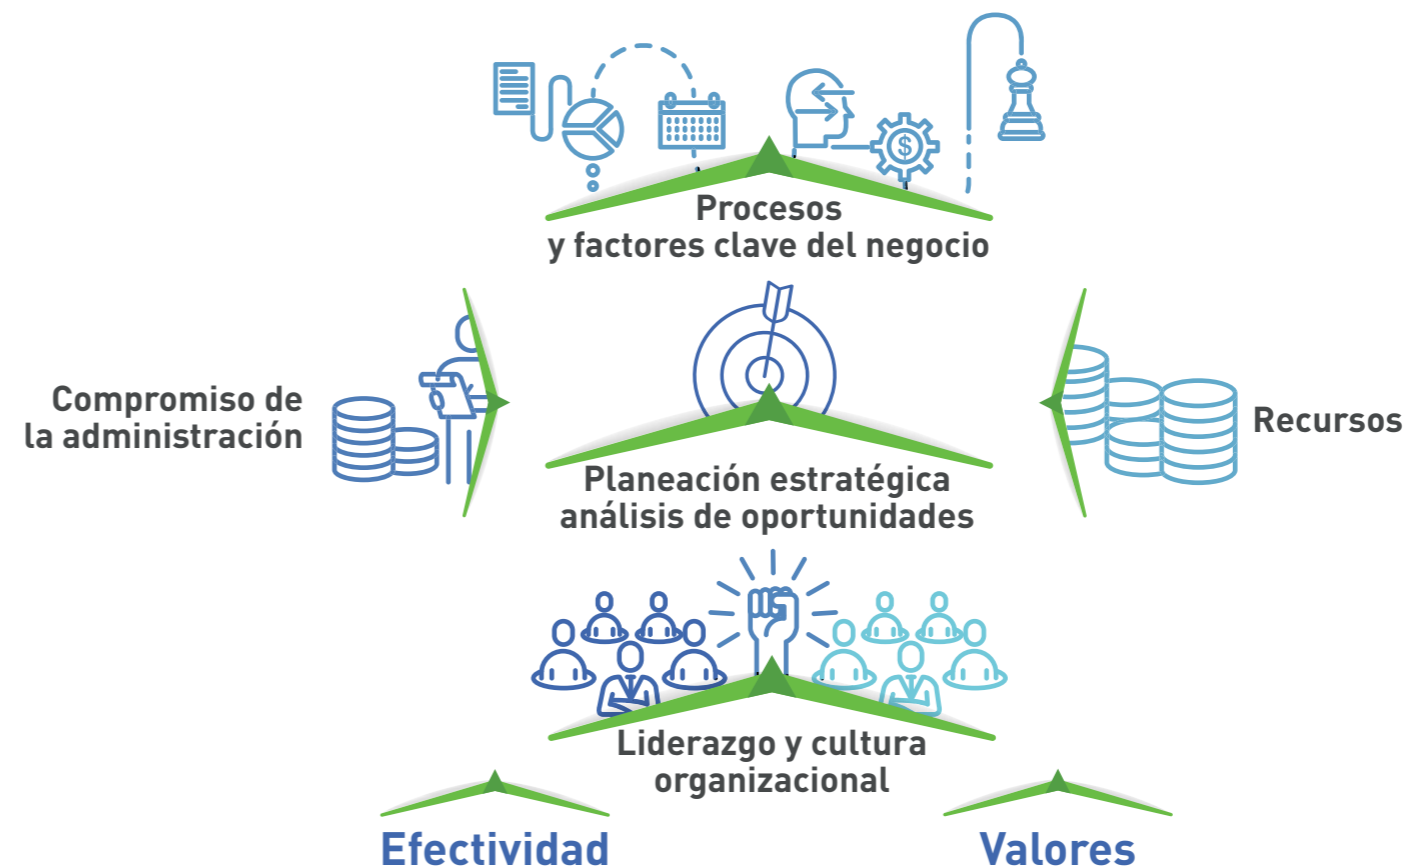 Procesos
y factores clave del negocio
Compromiso de
la administración
$
Recursos
Planeación estratégica
análisis de oportunidades
Liderazgo y cultura
organizacional
Efectividad
Valores